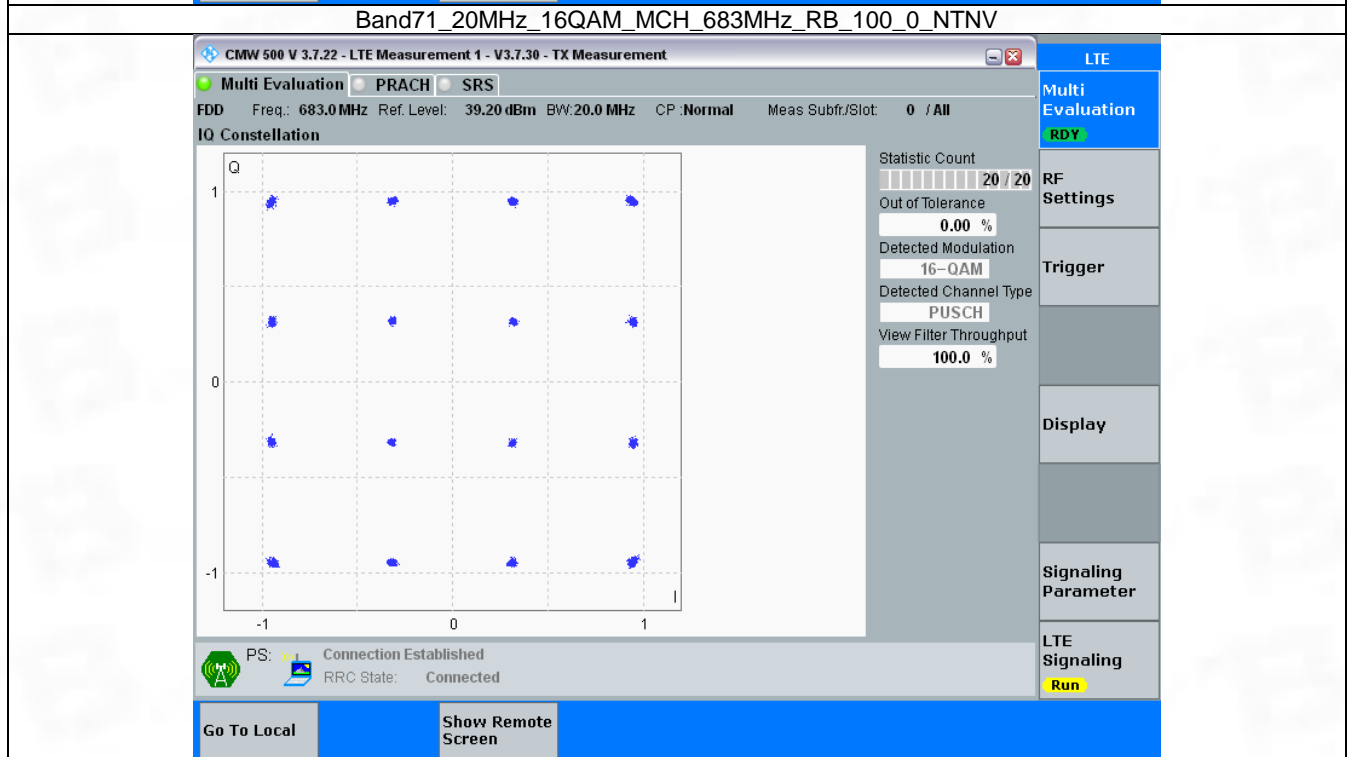 Band71_20MHz_16QAM_MCH_683MHz_RB_100_0_NTNV
CMW 500 V 3.7.22 - LTE Measurement 1 - V3.7.30 - TX Measurement
LTE
Multi Evaluation PRACH SRS
FDD Freq.: 683.0 MHz Ref. Level: 39.20 dBm BW: 20.0 MHz CP : Normal Meas Subfr./Slot: 0 / All
IQ Constellation
Q
1
0
-1
I
-1 0 1
Statistic Count
20 / 20
Out of Tolerance
0.00 %
Detected Modulation
16-QAM
Detected Channel Type
PUSCH
View Filter Throughput
100.0 %
Multi
Evaluation
RDY
RF
Settings
Trigger
Display
Signaling
Parameter
LTE
Signaling
Run
PS: Connection Established
RRC State: Connected
Go To Local
Show Remote
Screen